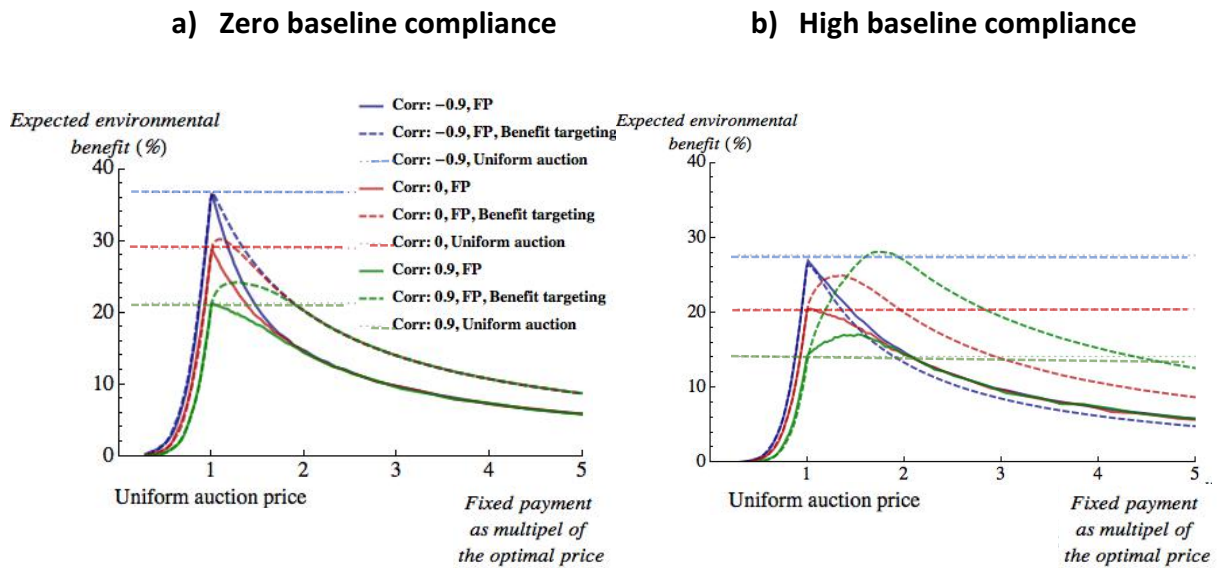 a) Zero baseline compliance
b) High baseline compliance
Expected environmental
benefit (%)
40
30
20
10
0
1
2
3
4
5
Uniform auction price
Fixed payment
as multipel of
the optimal price
Corr: −0.9, FP
Corr: −0.9, FP, Benefit targeting
Corr: −0.9, Uniform auction
Corr: 0, FP
Corr: 0, FP, Benefit targeting
Corr: 0, Uniform auction
Corr: 0.9, FP
Corr: 0.9, FP, Benefit targeting
Corr: 0.9, Uniform auction
Expected environmental
benefit (%)
40
30
20
10
0
1
2
3
4
5
Uniform auction price
Fixed payment
as multipel of
the optimal price